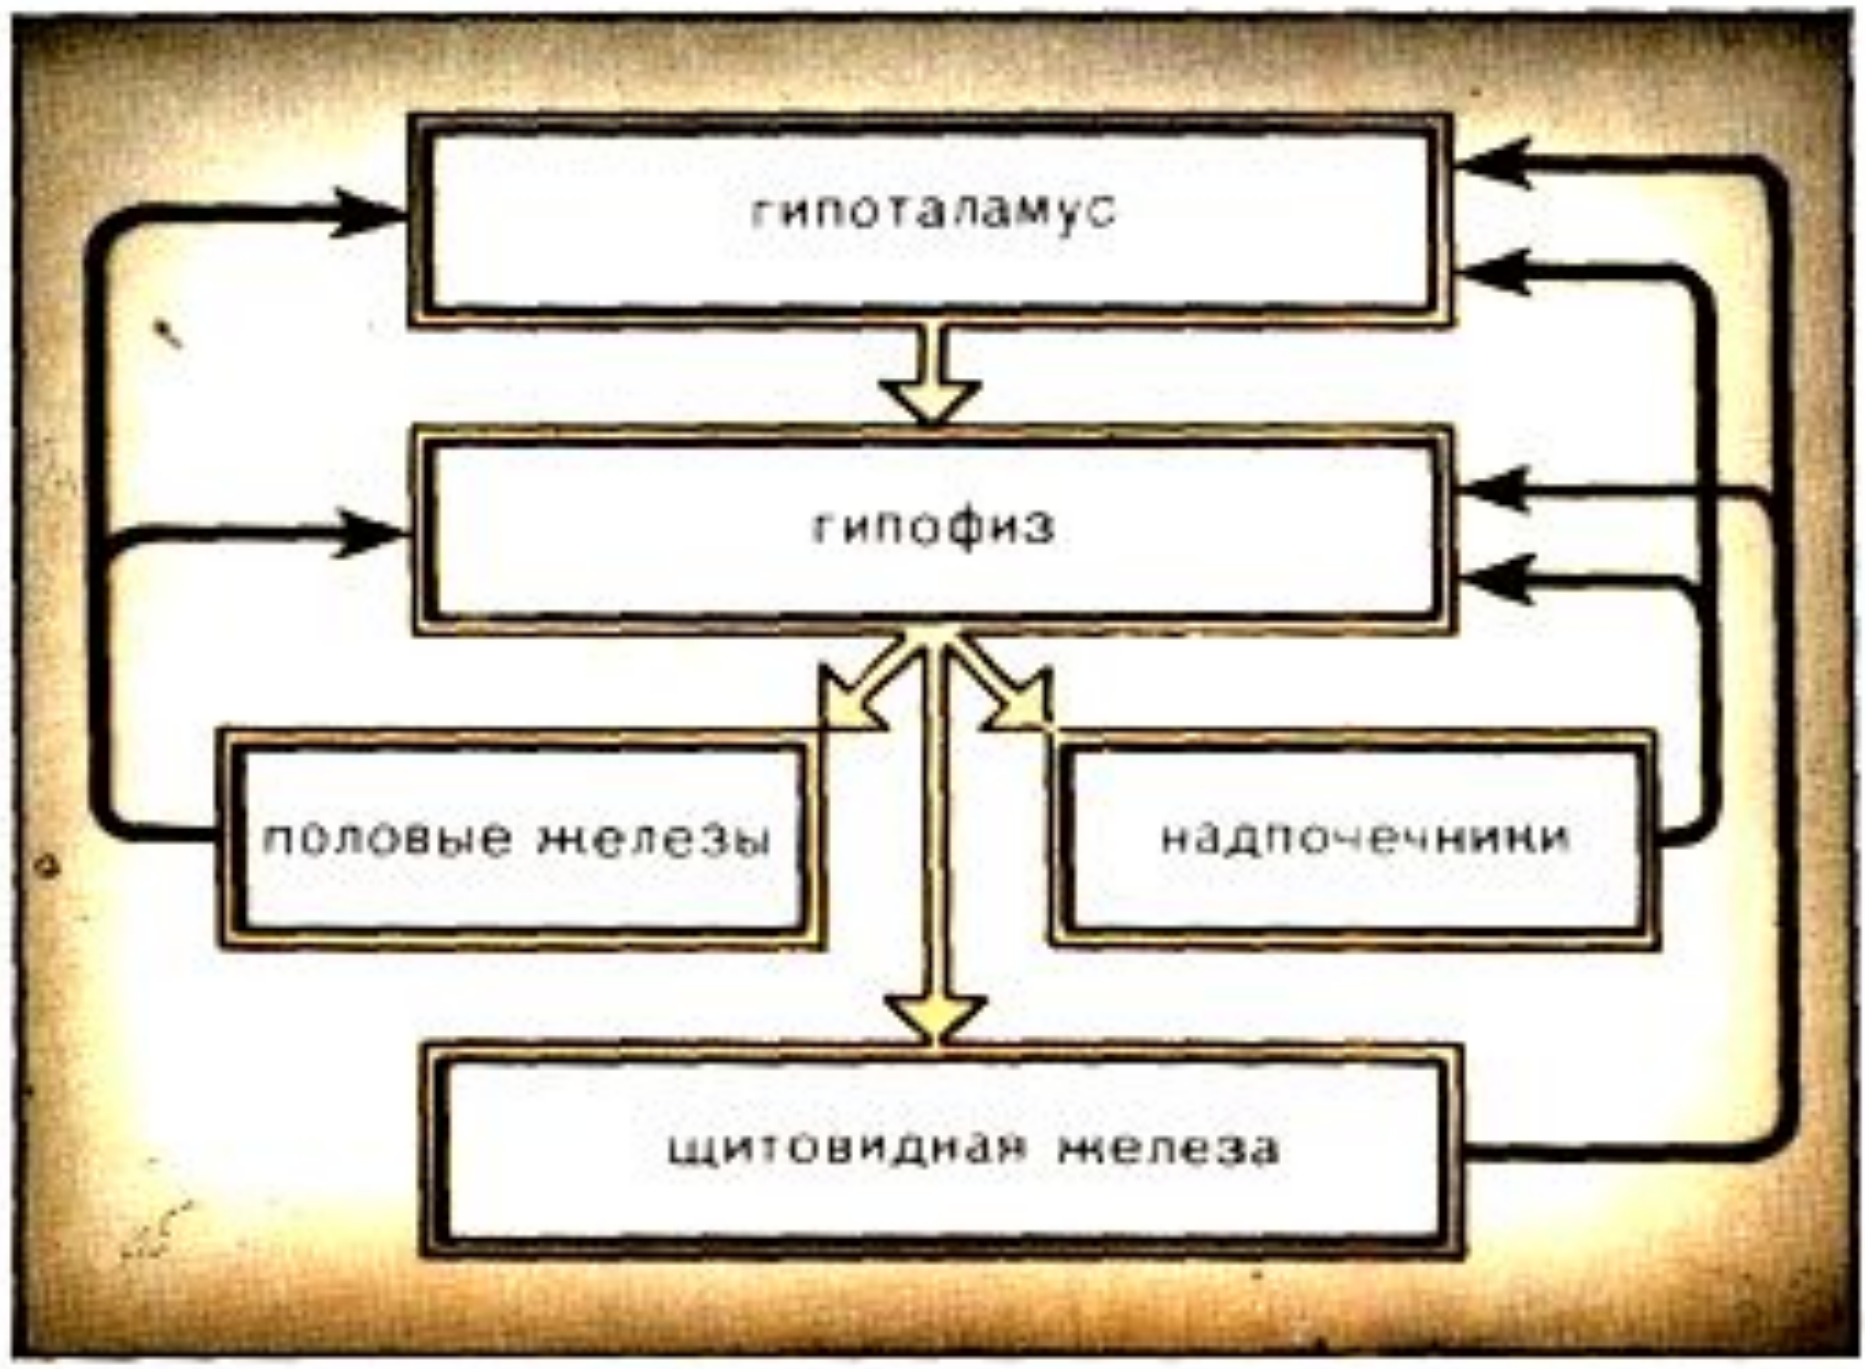 гипоталамус
гипофиз
половые железы
надпочечники
щитовидная железа